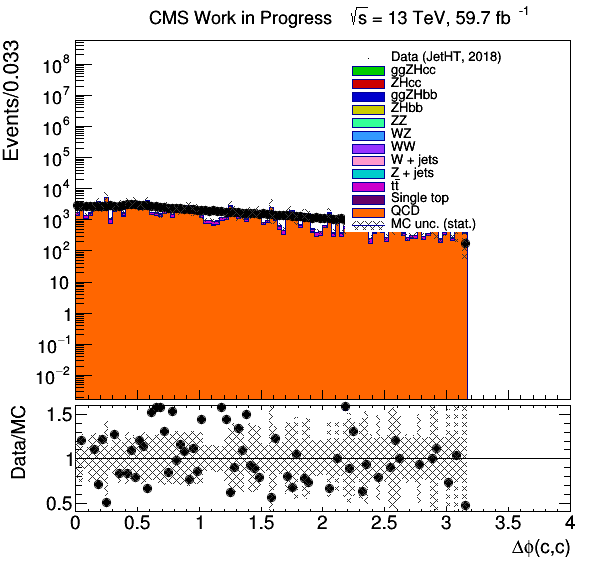 CMS Work in Progress √s = 13 TeV, 59.7 fb⁻¹
Events/0.033
10⁸
10⁷
10⁶
10⁵
10⁴
10³
10²
10
1
10⁻¹
10⁻²
Data (JetHT, 2018)
ggZHcc
ZHcc
ggZHbb
ZHbb
ZZ
WZ
WW
W + jets
Z + jets
tt̄
Single top
QCD
MC unc. (stat.)
Data/MC
1.5
1
0.5
0 0.5 1 1.5 2 2.5 3 3.5 4
Δϕ(c,c)